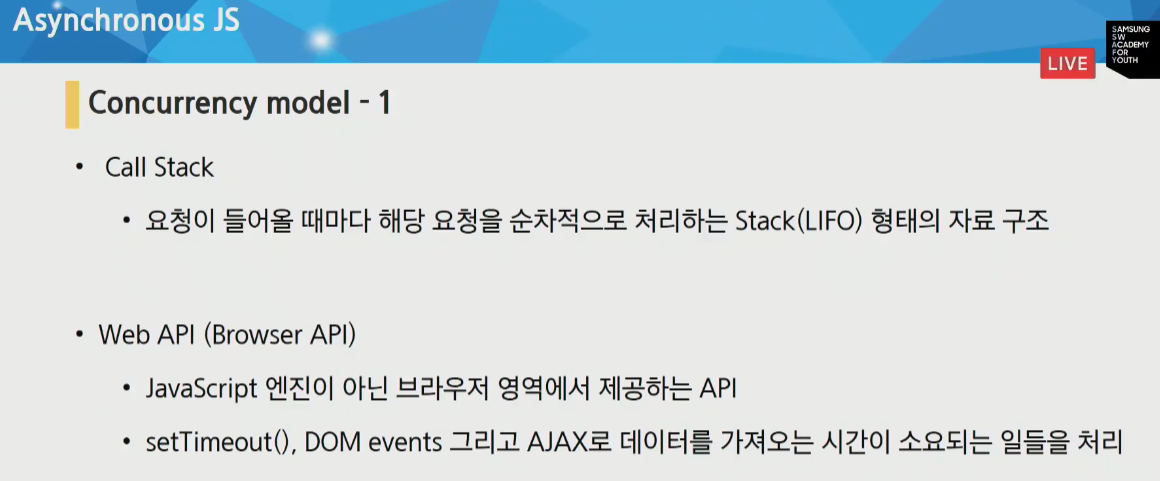 Asynchronous JS
SAMSUNG
SW
ACADEMY
FOR
YOUTH
LIVE
Concurrency model - 1
• Call Stack
• 요청이 들어올 때마다 해당 요청을 순차적으로 처리하는 Stack(LIFO) 형태의 자료 구조
• Web API (Browser API)
• JavaScript 엔진이 아닌 브라우저 영역에서 제공하는 API
• setTimeout(), DOM events 그리고 AJAX로 데이터를 가져오는 시간이 소요되는 일들을 처리